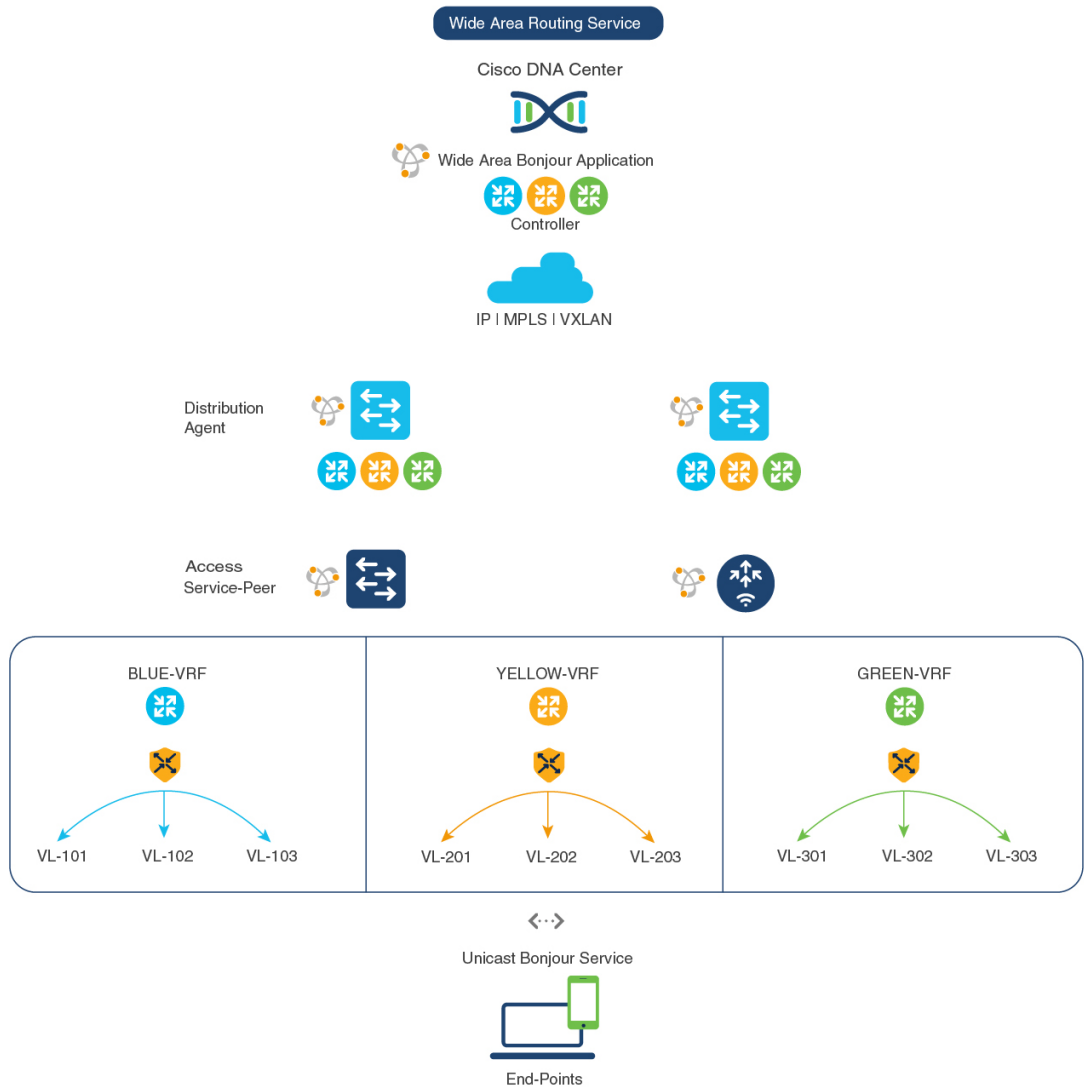 Wide Area Routing Service
Cisco DNA Center
Wide Area Bonjour Application
Controller
IP | MPLS | VXLAN
Distribution
Agent
Access
Service-Peer
BLUE-VRF
YELLOW-VRF
GREEN-VRF
VL-101
VL-102
VL-103
VL-201
VL-202
VL-203
VL-301
VL-302
VL-303
Unicast Bonjour Service
End-Points